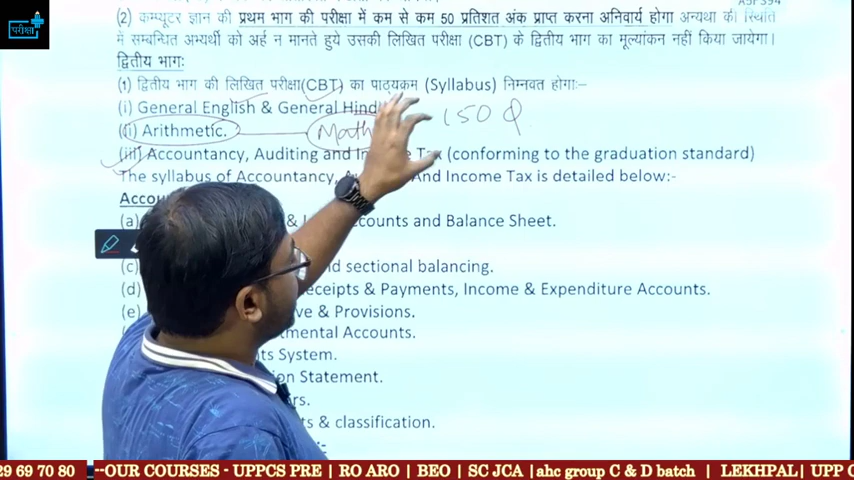 परीक्षा
A5F394
(2) कम्प्यूटर ज्ञान की प्रथम भाग की परीक्षा में कम से कम 50 प्रतिशत अंक प्राप्त करना अनिवार्य होगा अन्यथा की स्थिति
में सम्बन्धित अभ्यर्थी को अर्ह न मानते हुये उसकी लिखित परीक्षा (CBT) के द्वितीय भाग का मूल्यांकन नहीं किया जायेगा।
द्वितीय भागः
(1) द्वितीय भाग की लिखित परीक्षा(CBT) का पाठ्यक्रम (Syllabus) निम्नवत होगाः-
(i) General English & General Hind
150 Q
(ii) Arithmetic. Math
(iii) Accountancy, Auditing and In Tax (conforming to the graduation standard)
The syllabus of Accountancy, And Income Tax is detailed below:-
Accou
(a) & L ccounts and Balance Sheet.
(c) nd sectional balancing.
(d) eceipts & Payments, Income & Expenditure Accounts.
(e) ve & Provisions.
tmental Accounts.
ts System.
on Statement.
rs.
ts & classification.
29 69 70 80 --OUR COURSES - UPPCS PRE | RO ARO | BEO | SC JCA |ahc group C & D batch | LEKHPAL| UPP C